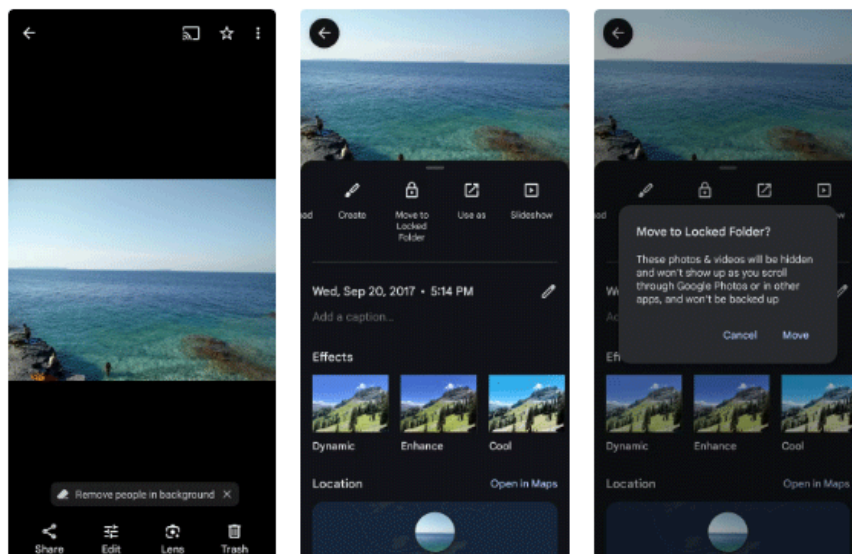 Remove people in background
Share
Edit
Lens
Trash
Create
Move to
Locked
Folder
Use as
Slideshow
Wed, Sep 20, 2017 • 5:14 PM
Add a caption...
Effects
Dynamic
Enhance
Cool
Location
Open in Maps
Move to Locked Folder?
These photos & videos will be hidden
and won't show up as you scroll
through Google Photos or in other
apps, and won't be backed up
Cancel
Move
Dynamic
Enhance
Cool
Location
Open in Maps